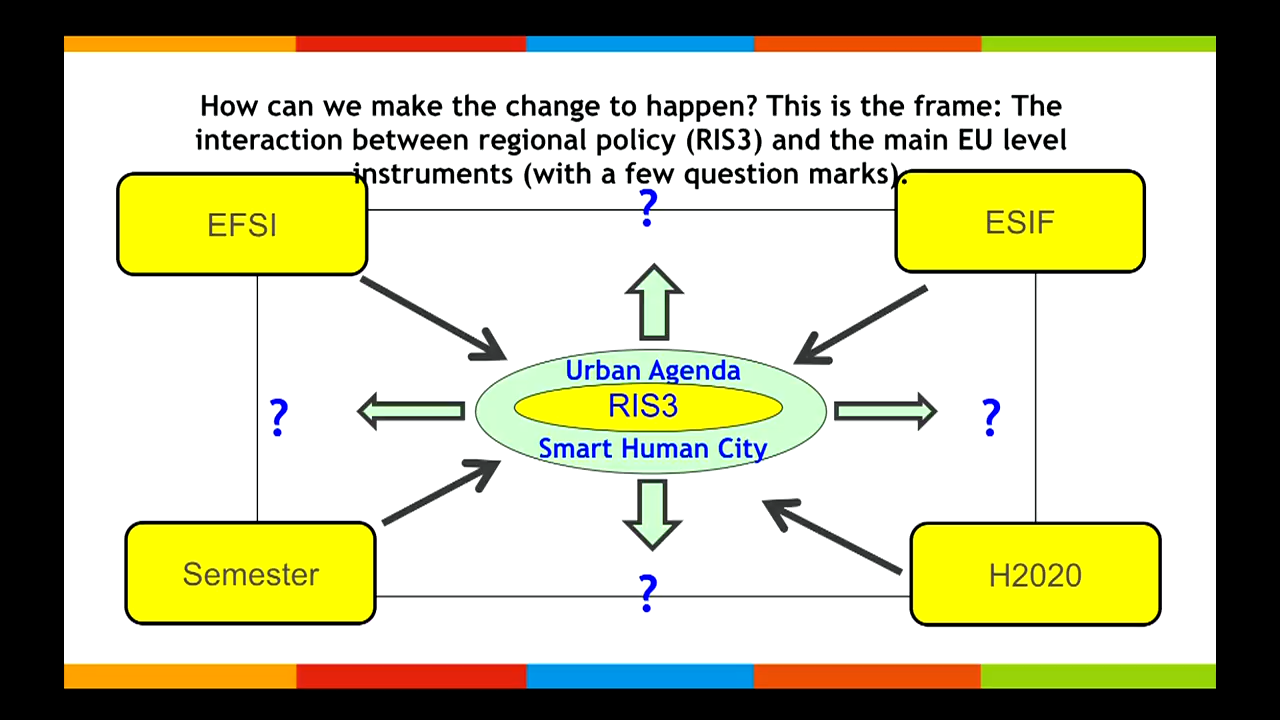 How can we make the change to happen? This is the frame: The
interaction between regional policy (RIS3) and the main EU level
instruments (with a few question marks).
EFSI
?
ESIF
Urban Agenda
?
RIS3
?
Smart Human City
Semester
?
H2020